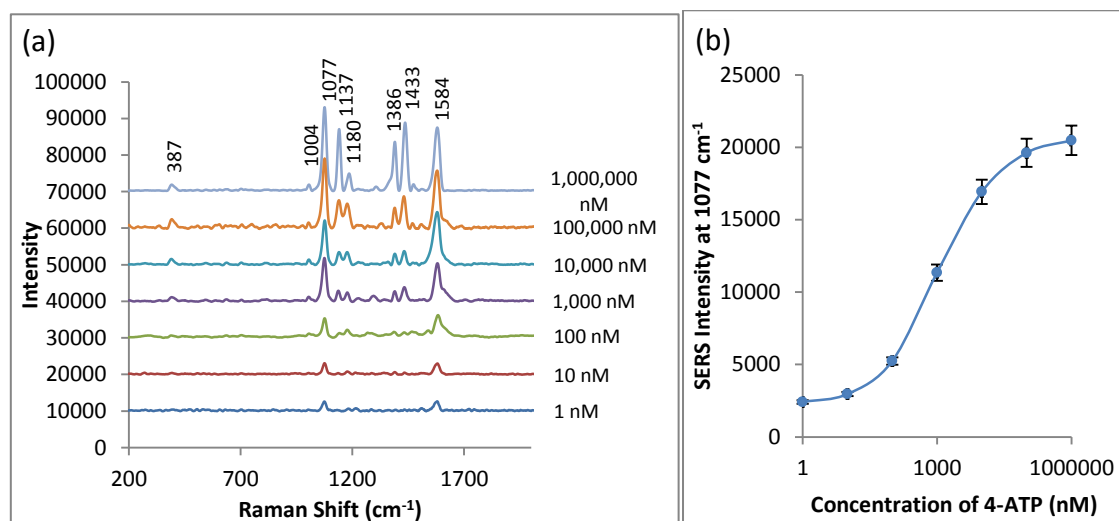 (a)
100000
90000
80000
70000
60000
50000
40000
30000
20000
10000
0
Intensity
387
1004
1077
1137
1180
1386
1433
1584
1,000,000
nM
100,000 nM
10,000 nM
1,000 nM
100 nM
10 nM
1 nM
200
700
1200
1700
Raman Shift (cm⁻¹)
(b)
25000
20000
15000
10000
5000
0
SERS Intensity at 1077 cm⁻¹
1
1000
1000000
Concentration of 4-ATP (nM)